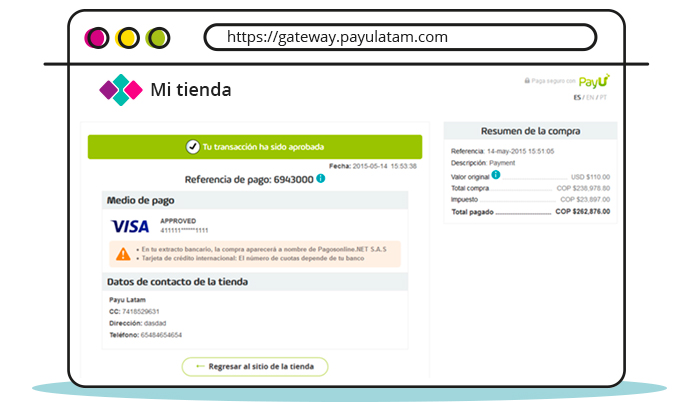 https://gateway.payulatam.com
Mi tienda
Paga seguro con PayU
ES / EN / PT
Tu transacción ha sido aprobada
Fecha: 2015-05-14 15:53:38
Referencia de pago: 6943000
Medio de pago
VISA
APPROVED
411111******1111
• En tu extracto bancario, la compra aparecerá a nombre de Pagosonline.NET S.A.S
• Tarjeta de crédito internacional: El número de cuotas depende de tu banco
Datos de contacto de la tienda
Payu Latam
CC: 7418529631
Dirección: dasdad
Teléfono: 65484654654
Regresar al sitio de la tienda
Resumen de la compra
Referencia: 14-may-2015 15:51:05
Descripción: Payment
Valor original USD $110.00
Total compra COP $238,978.80
Impuesto COP $23,897.00
Total pagado COP $262,876.00